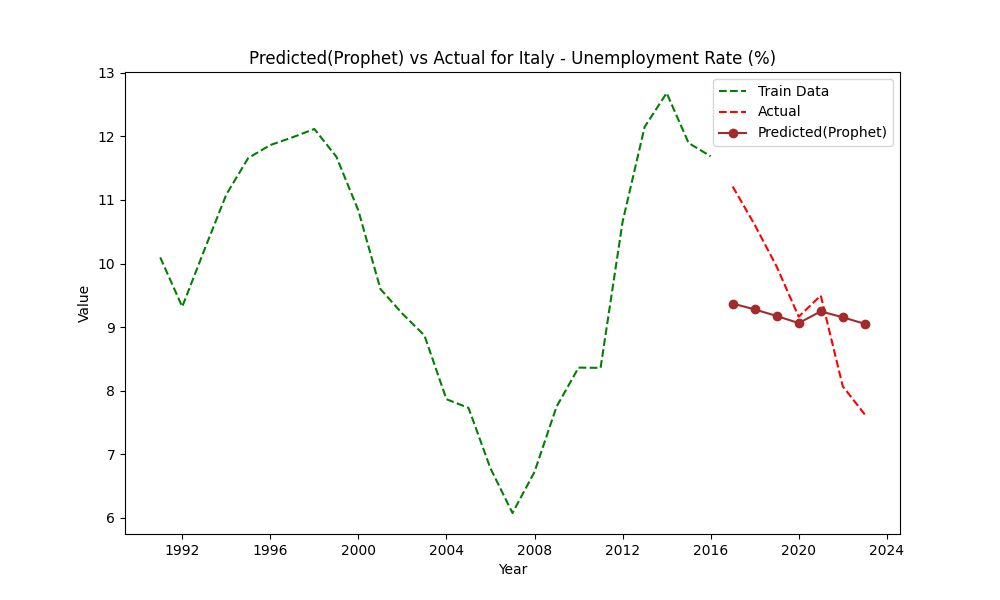 Predicted(Prophet) vs Actual for Italy - Unemployment Rate (%)
Train Data
Actual
Predicted(Prophet)
13
12
11
10
9
8
7
6
Value
1992 1996 2000 2004 2008 2012 2016 2020 2024
Year